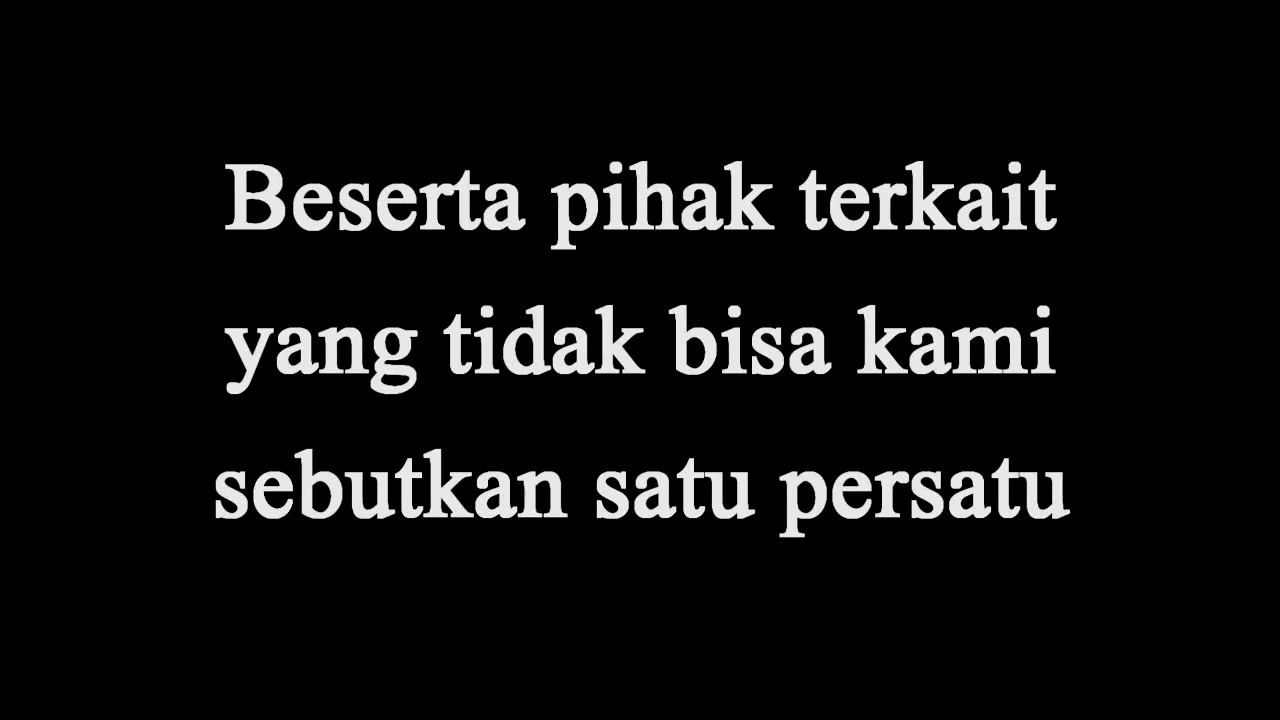 Beserta pihak terkait
yang tidak bisa kami
sebutkan satu persatu